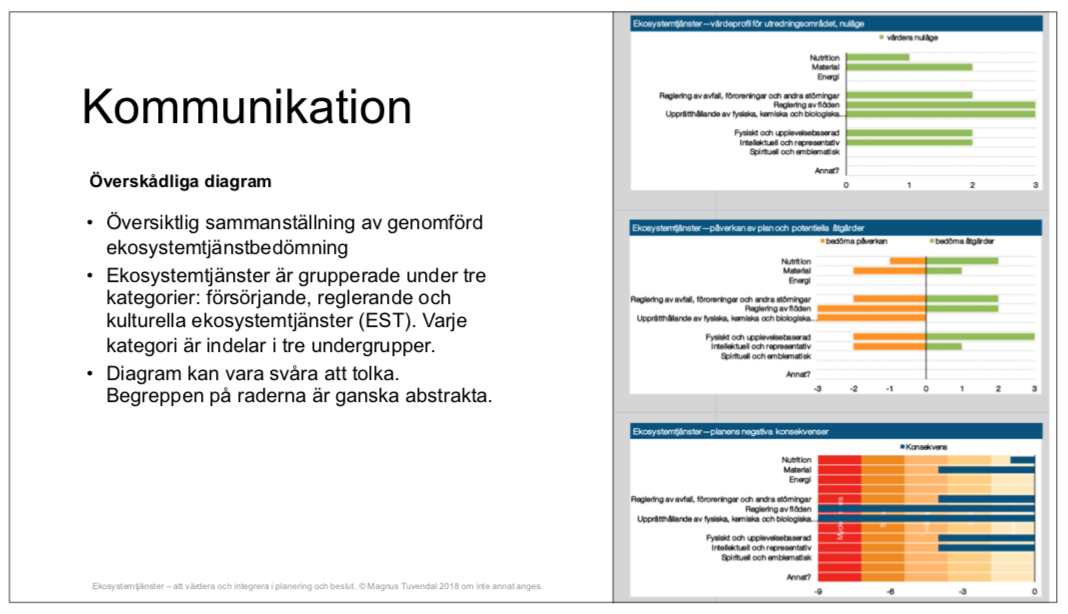 Kommunikation
Överskådliga diagram
• Översiktlig sammanställning av genomförd
ekosystemtjänstbedömning
• Ekosystemtjänster är grupperade under tre
kategorier: försörjande, reglerande och
kulturella ekosystemtjänster (EST). Varje
kategori är indelar i tre undergrupper.
• Diagram kan vara svåra att tolka.
Begreppen på raderna är ganska abstrakta.
Ekosystemtjänster – att värdera och integrera i planering och beslut. © Magnus Tuvendal 2018 om inte annat anges.
Ekosystemtjänster—värdeprofil för utredningsområdet, nuläge
värdera nuläge
Nutrition
Material
Energi
Reglering av avfall, föroreningar och andra störningar
Reglering av flöden
Upprätthållande av fysiska, kemiska och biologiska...
Fysiskt och upplevelsebaserad
Intellektuell och representativ
Spirituell och emblematisk
Annat?
0 1 2 3
Ekosystemtjänster—påverkan av plan och potentiella åtgärder
bedöma påverkan bedöma åtgärder
Nutrition
Material
Energi
Reglering av avfall, föroreningar och andra störningar
Reglering av flöden
Upprätthållande av fysiska, kemiska och biologiska...
Fysiskt och upplevelsebaserad
Intellektuell och representativ
Spirituell och emblematisk
Annat?
-3 -2 -1 0 1 2 3
Ekosystemtjänster—planens negativa konsekvenser
Konsekvens
Nutrition
Material
Energi
Reglering av avfall, föroreningar och andra störningar
Reglering av flöden
Upprätthållande av fysiska, kemiska och biologiska...
Fysiskt och upplevelsebaserad
Intellektuell och representativ
Spirituell och emblematisk
Annat?
-9 -6 -3 0